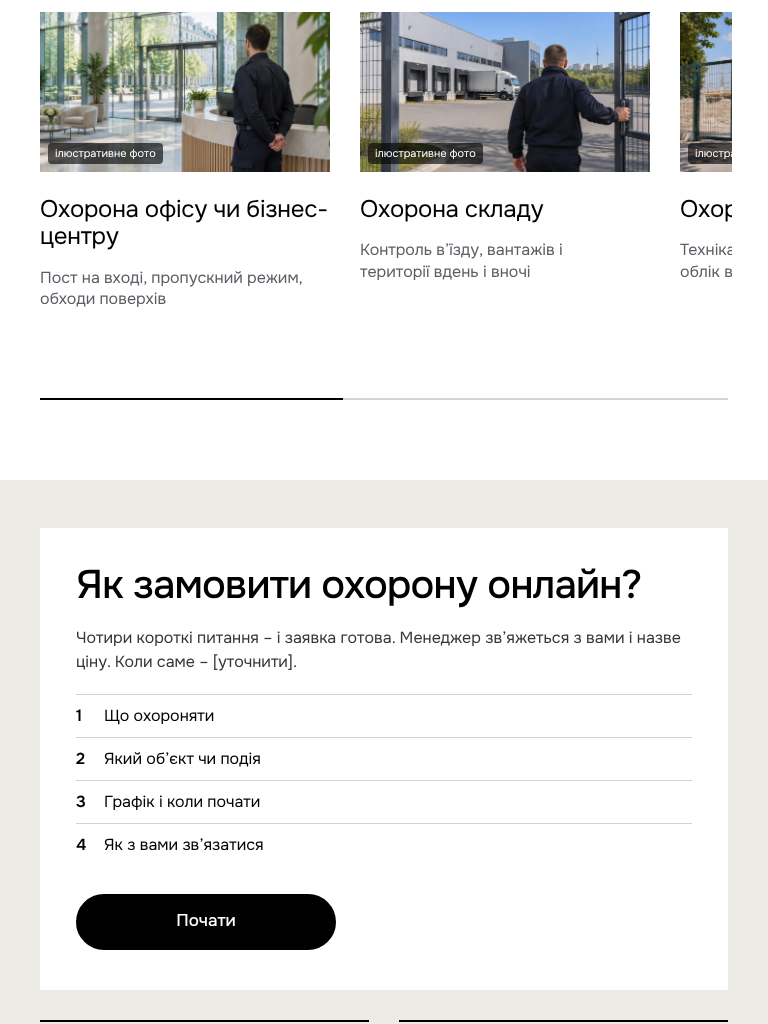 ілюстративне фото
ілюстративне фото
Охорона офісу чи бізнес-
центру
Пост на вході, пропускний режим,
обходи поверхів
Охорона складу
Контроль в’їзду, вантажів і
території вдень і вночі
Як замовити охорону онлайн?
Чотири короткі питання – і заявка готова. Менеджер зв’яжеться з вами і назве
ціну. Коли саме – [уточнити].
1 Що охороняти
2 Який об’єкт чи подія
3 Графік і коли почати
4 Як з вами зв’язатися
Почати